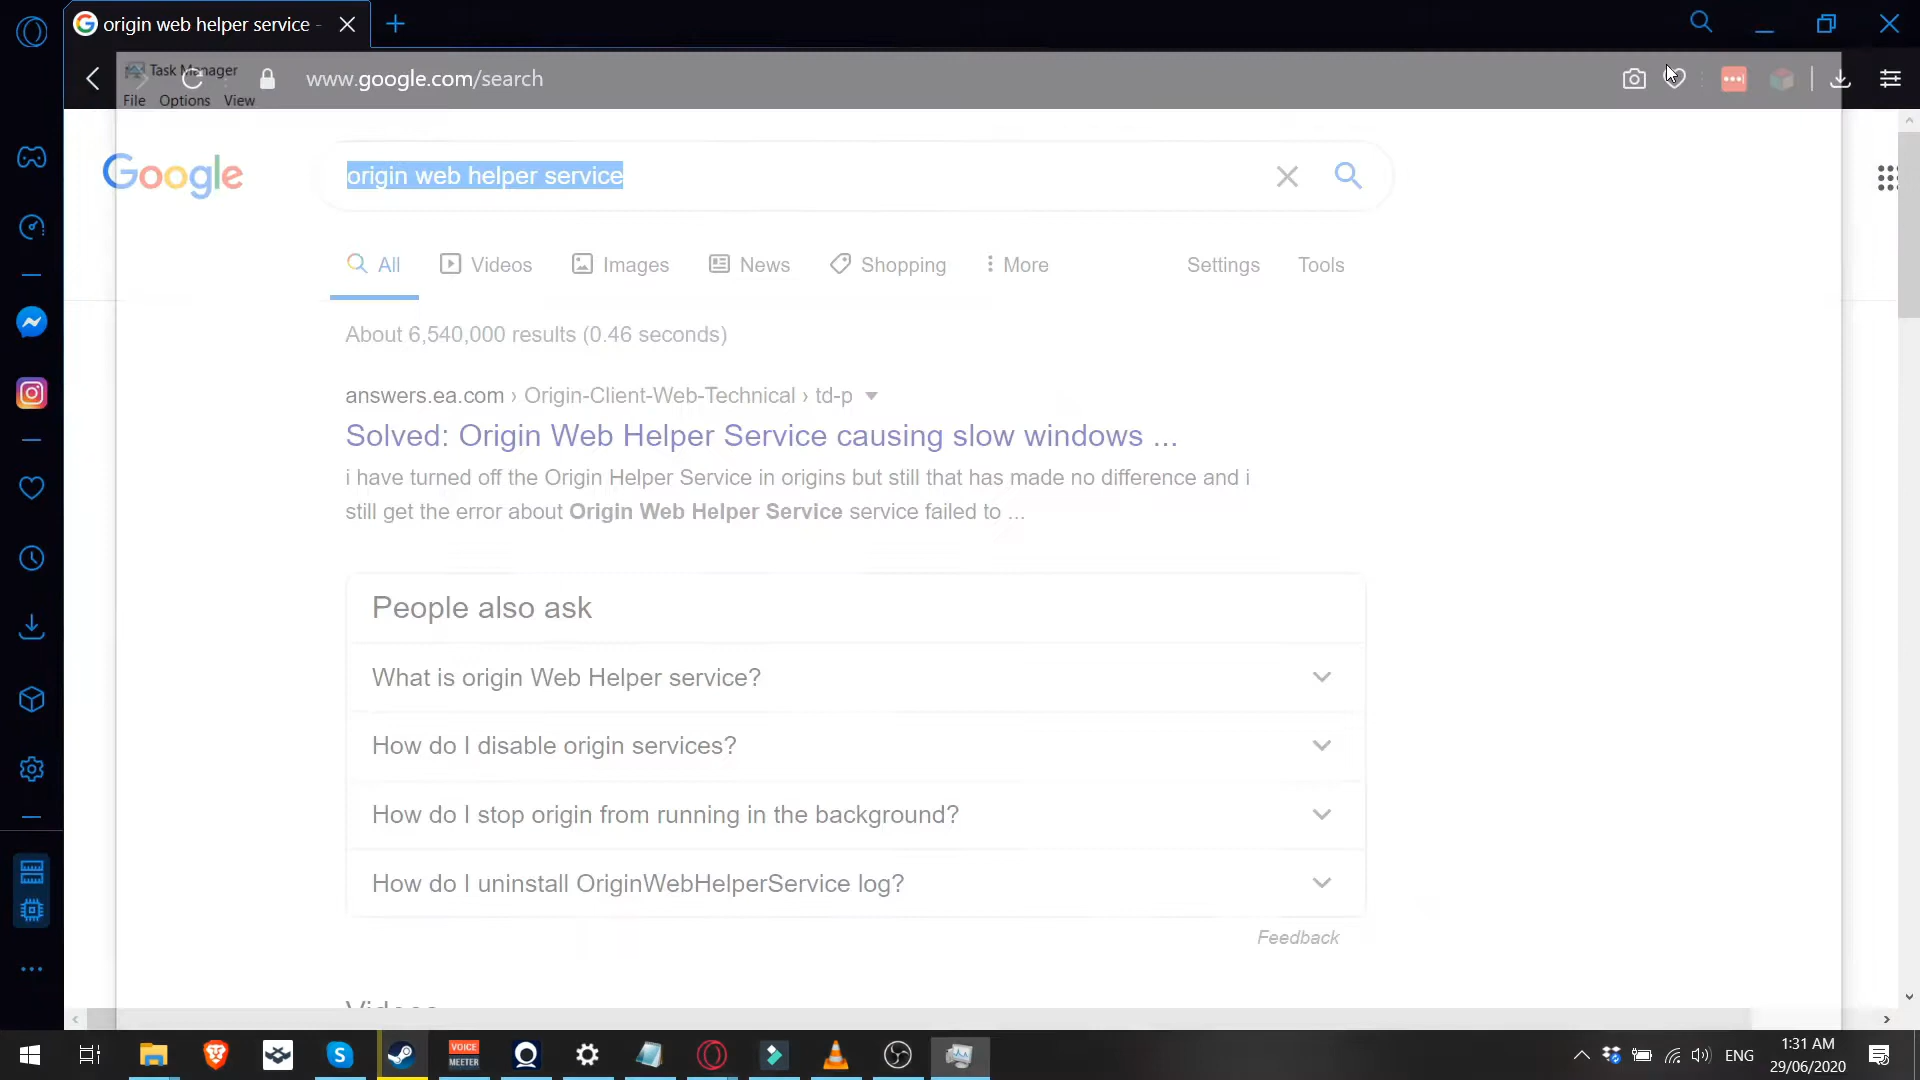 origin web helper service -
Task Manager
www.google.com/search
File Options View
Google
origin web helper service
All Videos Images News Shopping More Settings Tools
About 6,540,000 results (0.46 seconds)
answers.ea.com › Origin-Client-Web-Technical › td-p
Solved: Origin Web Helper Service causing slow windows ...
i have turned off the Origin Helper Service in origins but still that has made no difference and i
still get the error about Origin Web Helper Service service failed to ...
People also ask
What is origin Web Helper service?
How do I disable origin services?
How do I stop origin from running in the background?
How do I uninstall OriginWebHelperService log?
Feedback
Videos
VOICE
MEETER
ENG
1:31 AM
29/06/2020